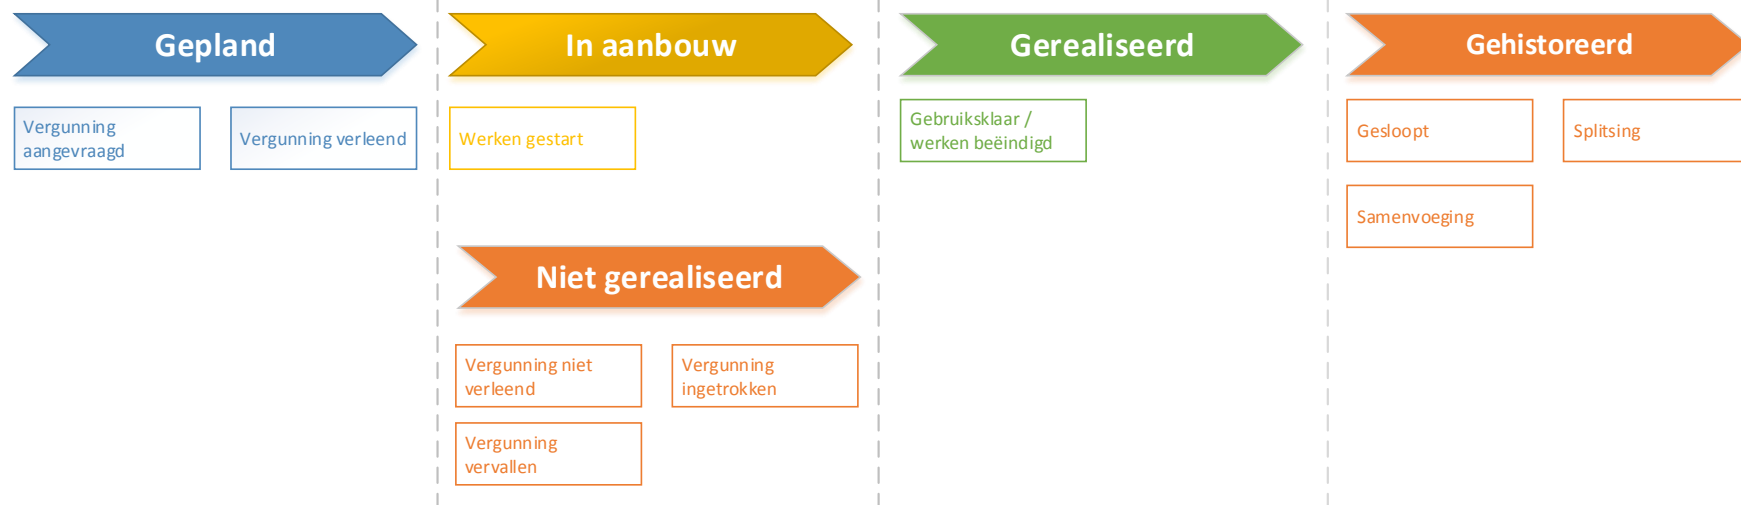 Gepland
In aanbouw
Gerealiseerd
Gehistoreerd
Vergunning
aangevraagd
Vergunning verleend
Werken gestart
Gebruiksklaar /
werken beëindigd
Gesloopt
Splitsing
Samenvoeging
Niet gerealiseerd
Vergunning niet
verleend
Vergunning
ingetrokken
Vergunning
vervallen